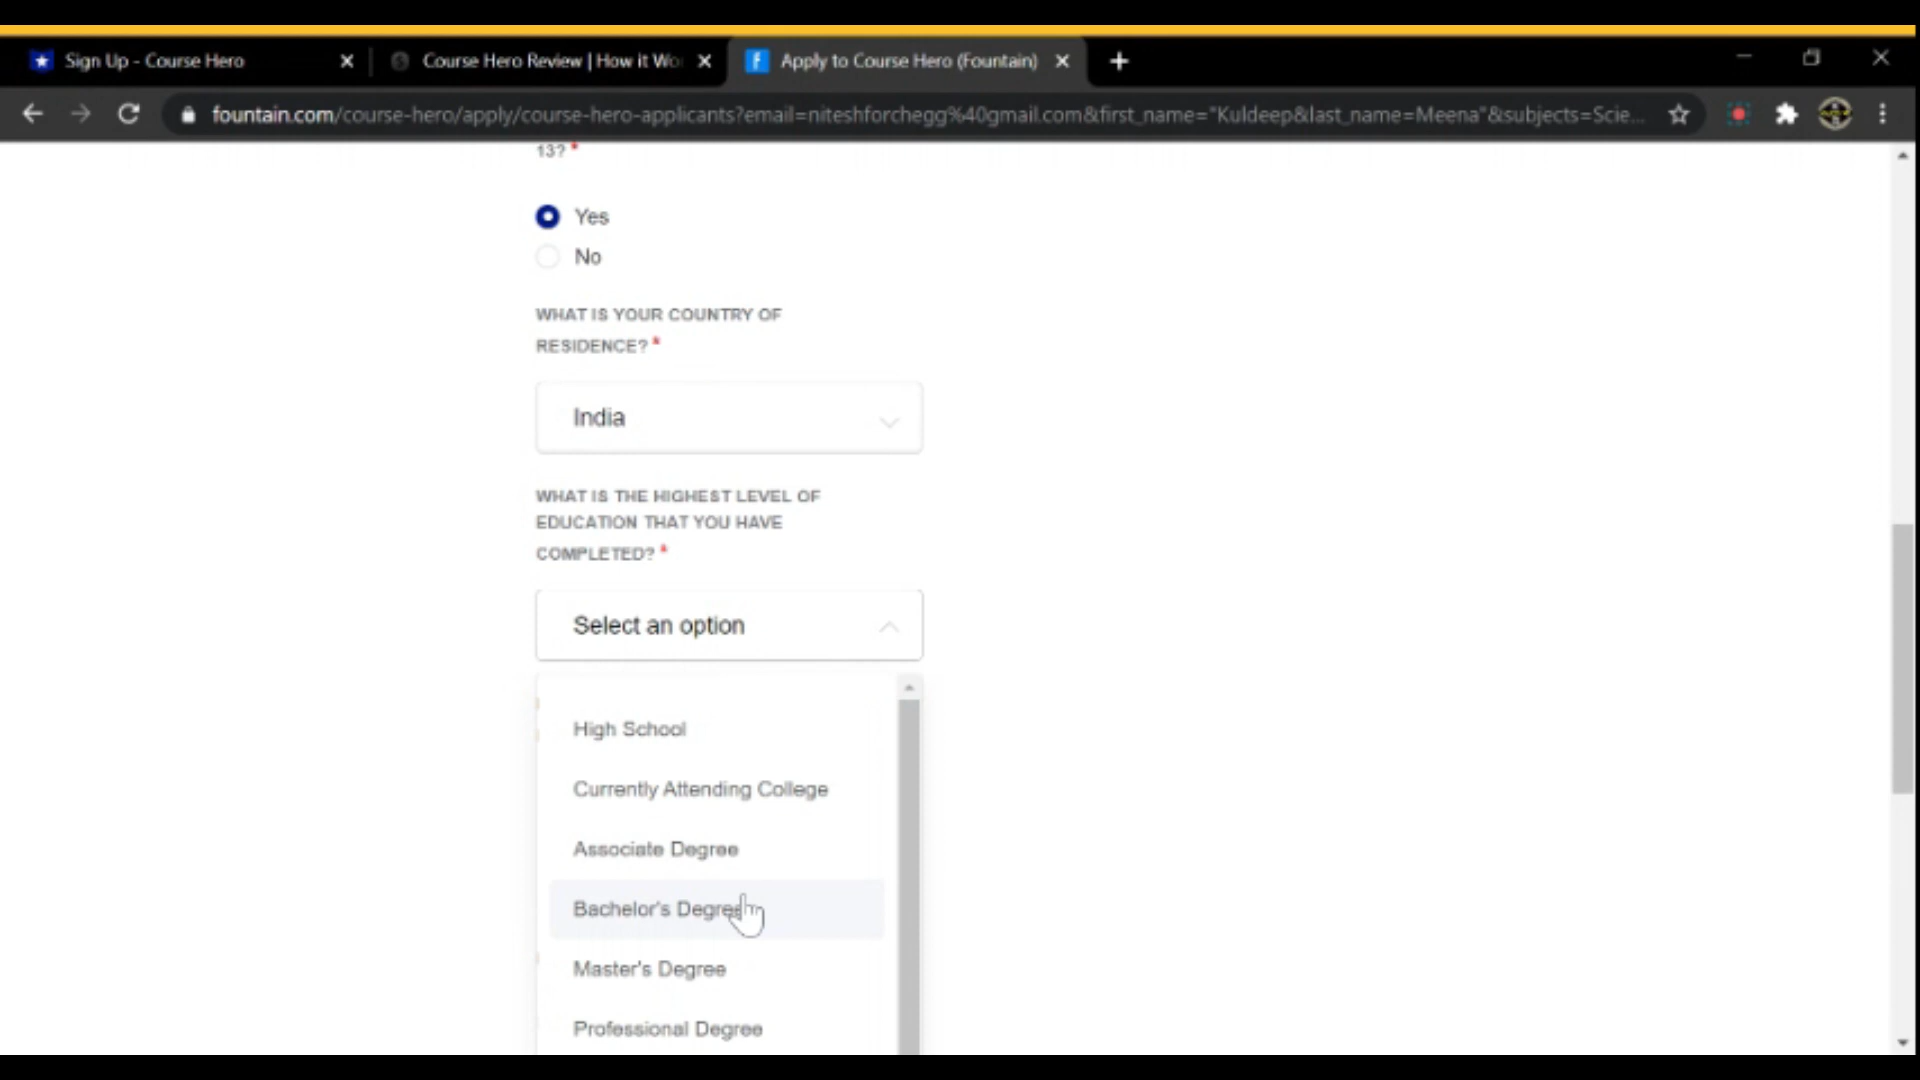 Sign Up - Course Hero
Course Hero Review | How it Wo
Apply to Course Hero (Fountain)
fountain.com/course-hero/apply/course-hero-applicants?email=niteshforchegg%40gmail.com&first_name="Kuldeep&last_name=Meena"&subjects=Scie...
13? *
Yes
No
WHAT IS YOUR COUNTRY OF
RESIDENCE? *
India
WHAT IS THE HIGHEST LEVEL OF
EDUCATION THAT YOU HAVE
COMPLETED? *
Select an option
High School
Currently Attending College
Associate Degree
Bachelor's Degree
Master's Degree
Professional Degree